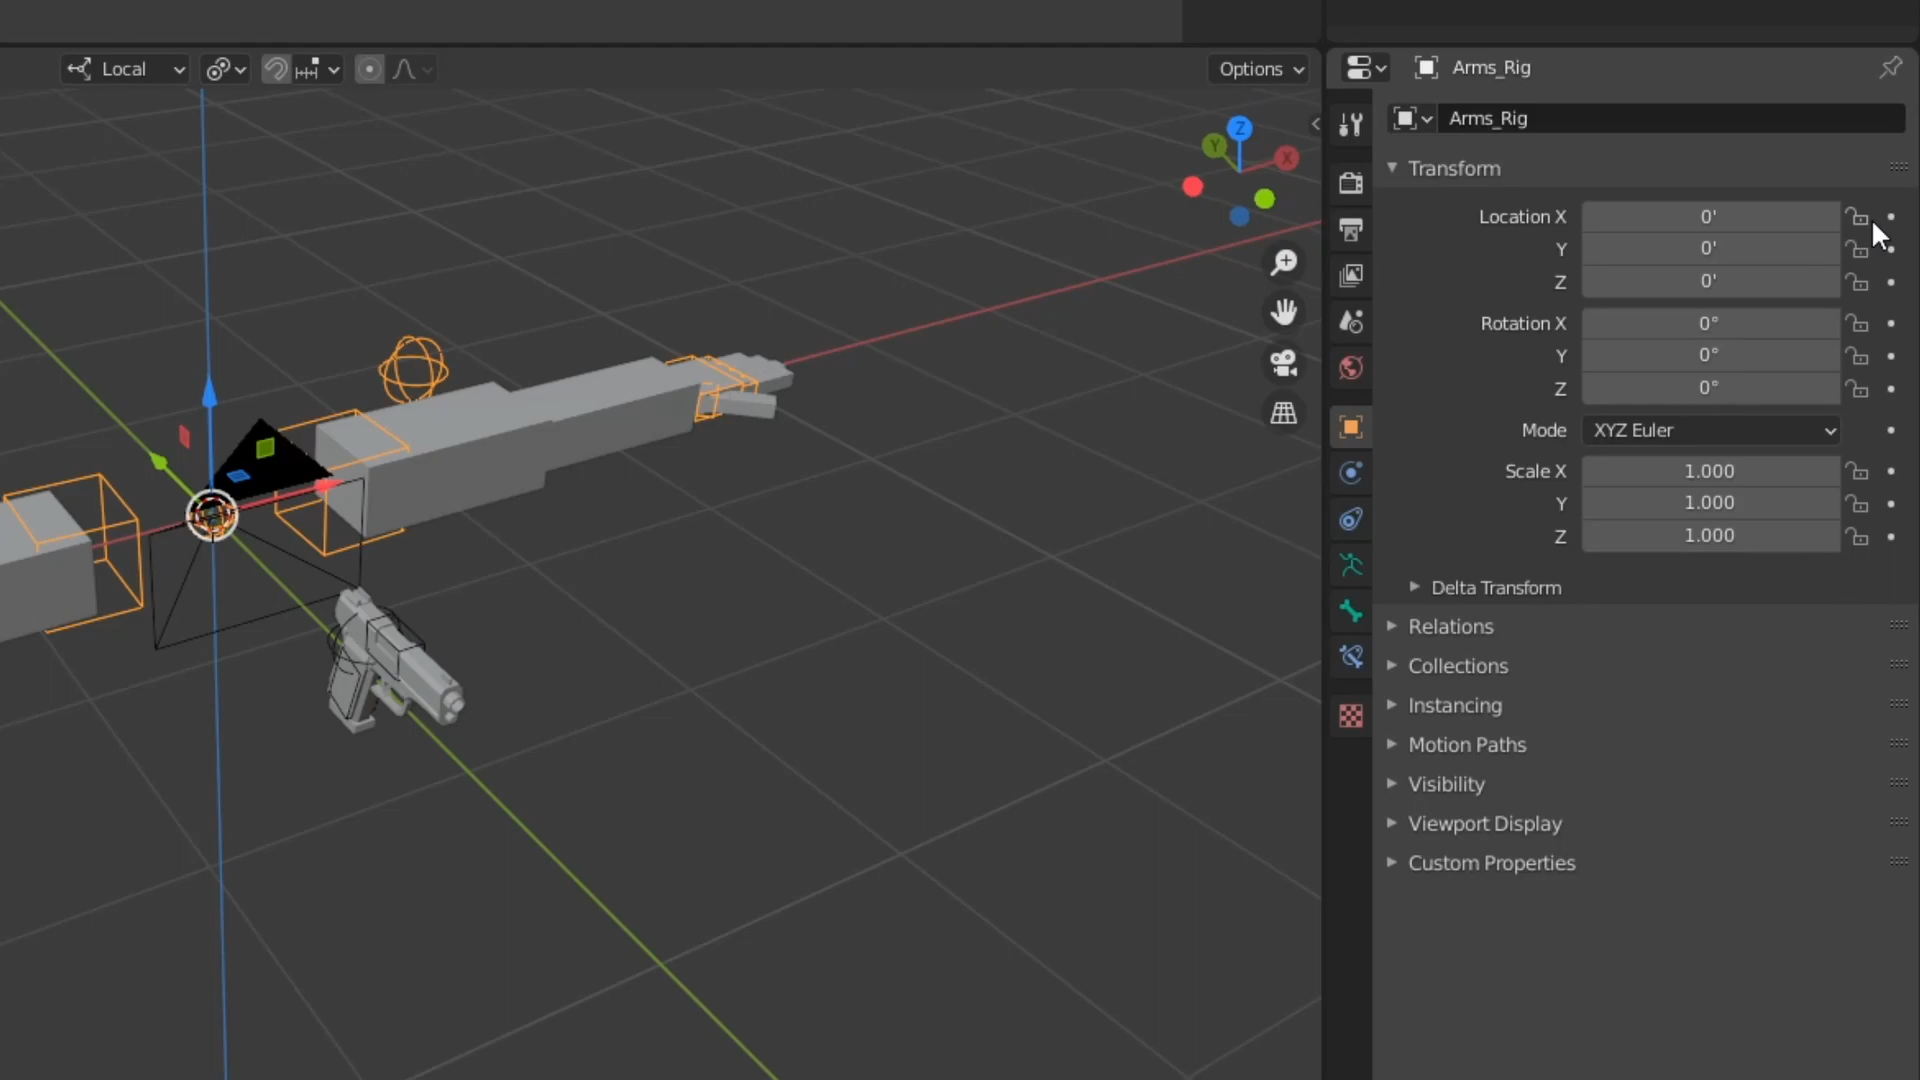 Local
Options
Arms_Rig
Arms_Rig
Transform
Location X 0'
Y 0'
Z 0'
Rotation X 0°
Y 0°
Z 0°
Mode XYZ Euler
Scale X 1.000
Y 1.000
Z 1.000
Delta Transform
Relations
Collections
Instancing
Motion Paths
Visibility
Viewport Display
Custom Properties
Z
Y
X